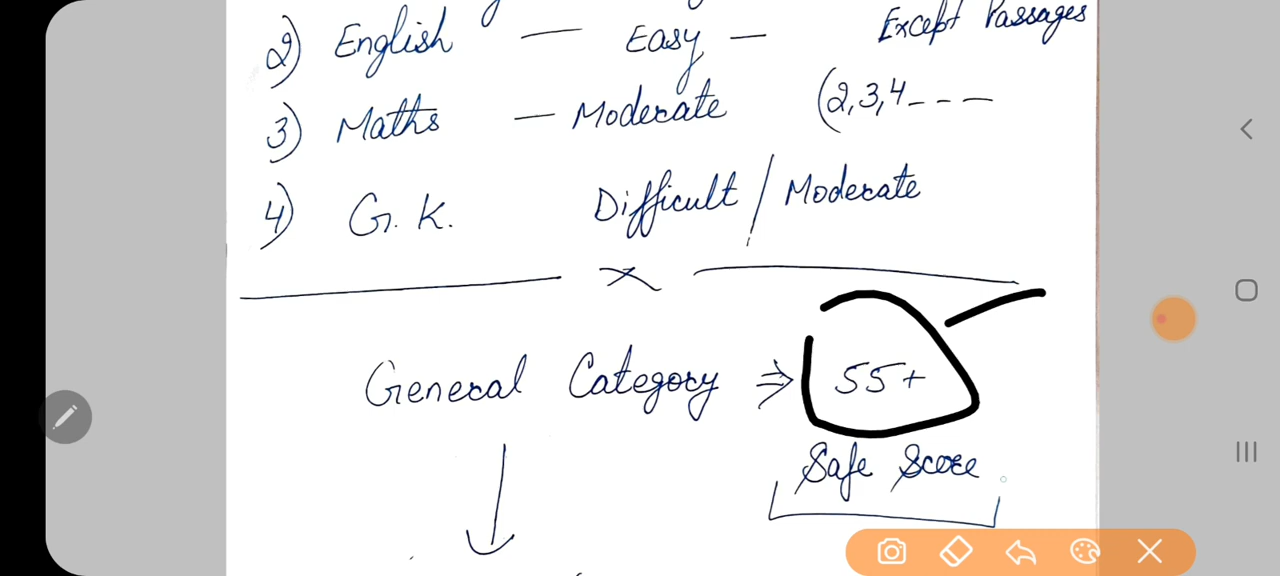 2) English — Easy — Except Passages
3) Maths — Moderate (2,3,4---
4) G.K. Difficult / Moderate
General Category ⇒ 55+
Safe Score